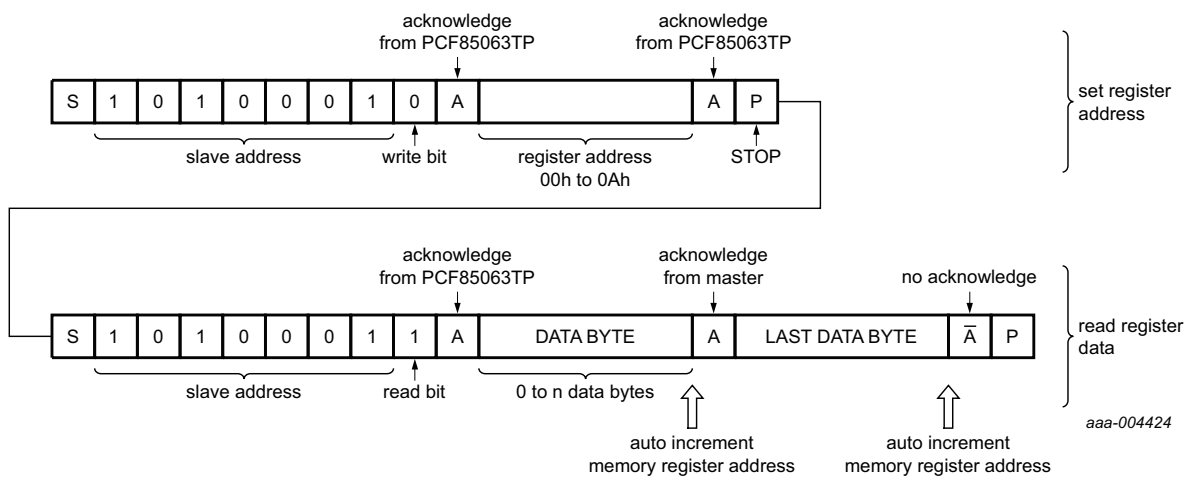 acknowledge
from PCF85063TP
acknowledge
from PCF85063TP
S 1 0 1 0 0 0 1 0 A A P
slave address
write bit
register address
00h to 0Ah
STOP
set register
address
acknowledge
from PCF85063TP
acknowledge
from master
no acknowledge
S 1 0 1 0 0 0 1 1 A DATA BYTE A LAST DATA BYTE A̅ P
slave address
read bit
0 to n data bytes
read register
data
auto increment
memory register address
auto increment
memory register address
aaa-004424